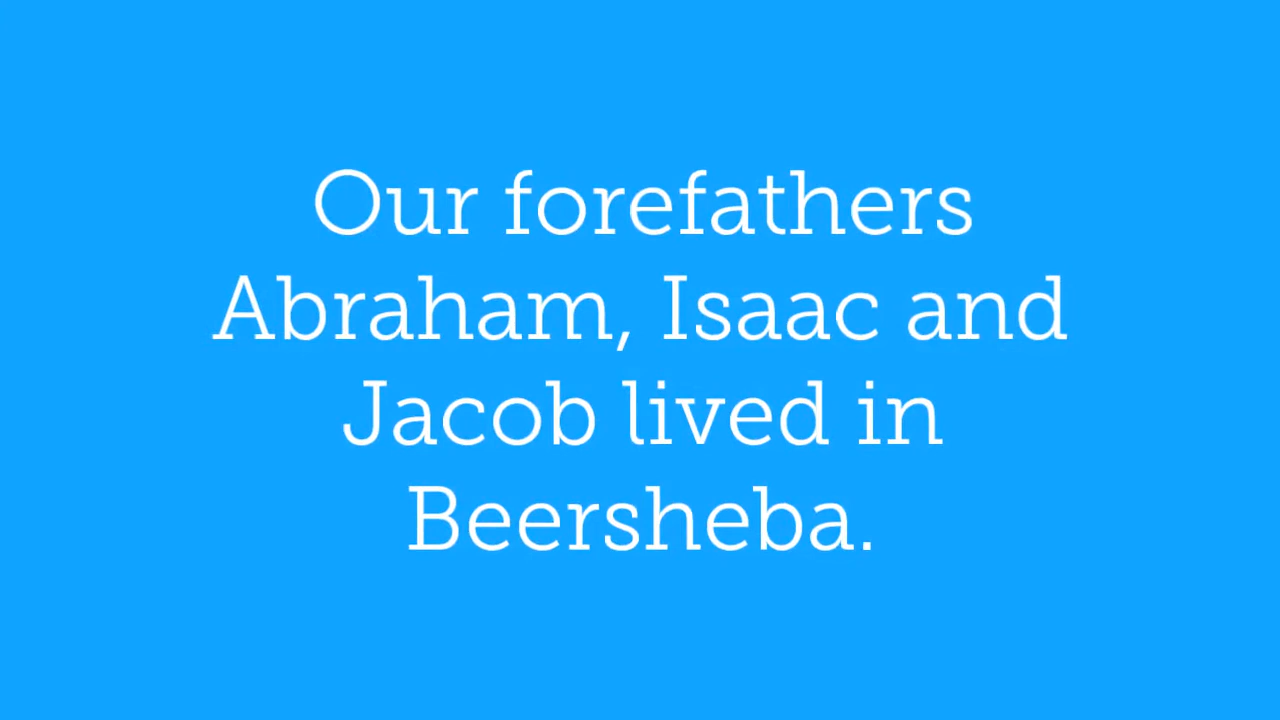 Our forefathers
Abraham, Isaac and
Jacob lived in
Beersheba.